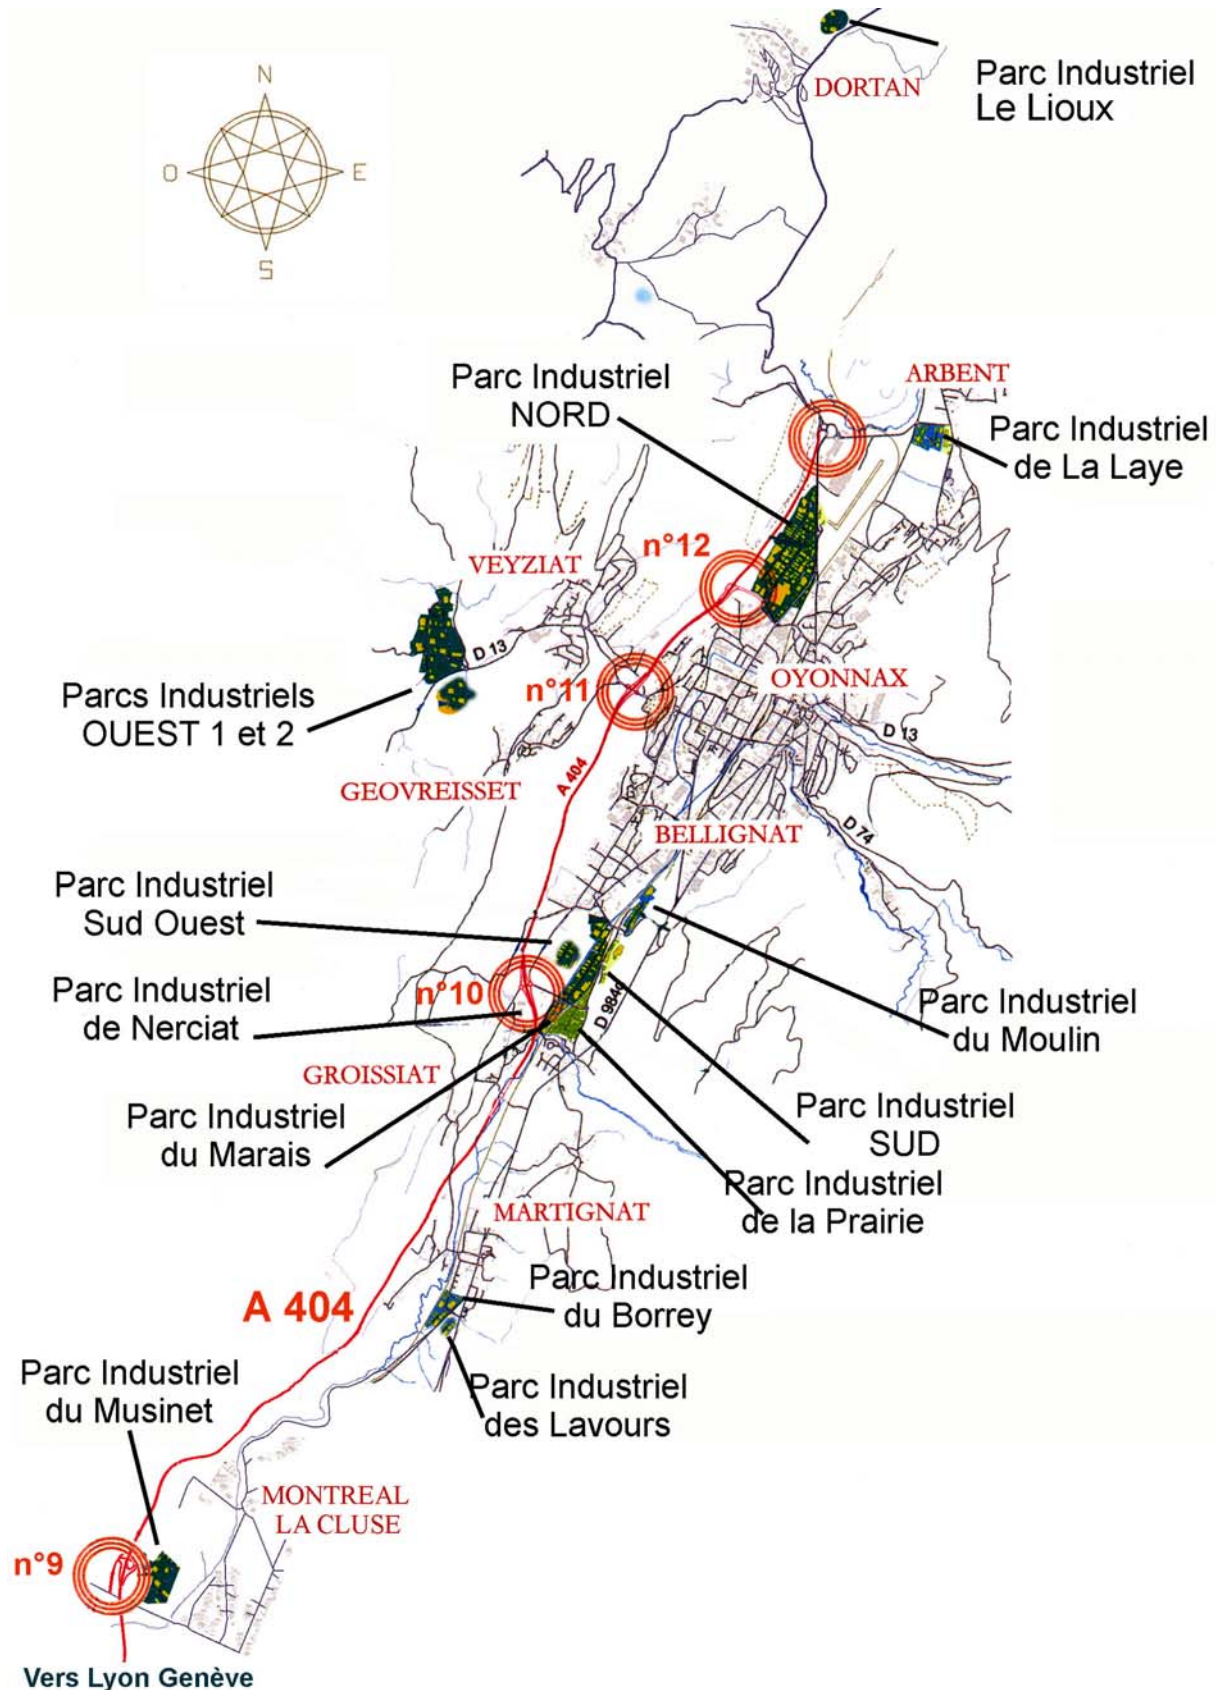 N
O
E
S
Parc Industriel
Le Lioux
DORTAN
Parc Industriel
NORD
ARBENT
Parc Industriel
de La Laye
n°12
VEYZIAT
D 13
n°11
Parcs Industriels
OUEST 1 et 2
OYONNAX
D 13
A 404
GEOVREISSET
BELLIGNAT
D 74
Parc Industriel
Sud Ouest
n°10
Parc Industriel
de Nerciat
D 984d
Parc Industriel
du Moulin
GROISSIAT
Parc Industriel
du Marais
Parc Industriel
SUD
Parc Industriel
de la Prairie
MARTIGNAT
Parc Industriel
du Borrey
A 404
Parc Industriel
du Musinet
Parc Industriel
des Lavours
MONTREAL
LA CLUSE
n°9
Vers Lyon Genève